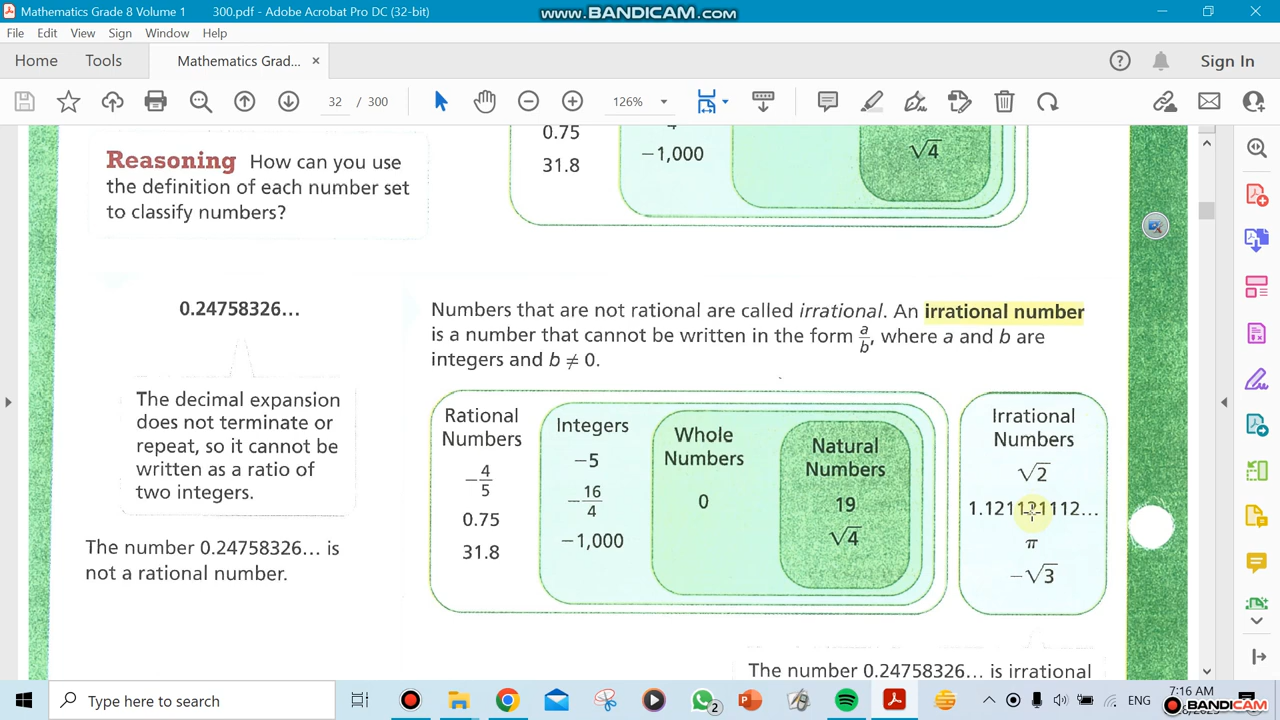 Mathematics Grade 8 Volume 1 300.pdf - Adobe Acrobat Pro DC (32-bit)
www.BANDICAM.com
File Edit View Sign Window Help
Home Tools Mathematics Grad... × Sign In
32 / 300 126%
0.75
-1,000
√4
31.8
Reasoning How can you use
the definition of each number set
to classify numbers?
0.24758326...
The decimal expansion
does not terminate or
repeat, so it cannot be
written as a ratio of
two integers.
The number 0.24758326... is
not a rational number.
Numbers that are not rational are called irrational. An irrational number
is a number that cannot be written in the form a/b, where a and b are
integers and b ≠ 0.
Rational
Numbers
-4/5
0.75
31.8
Integers
-5
-16/4
-1,000
Whole
Numbers
0
Natural
Numbers
19
√4
Irrational
Numbers
√2
1.121121112...
π
-√3
The number 0.24758326... is irrational
Type here to search
2
ENG
7:16 AM
BANDICAM